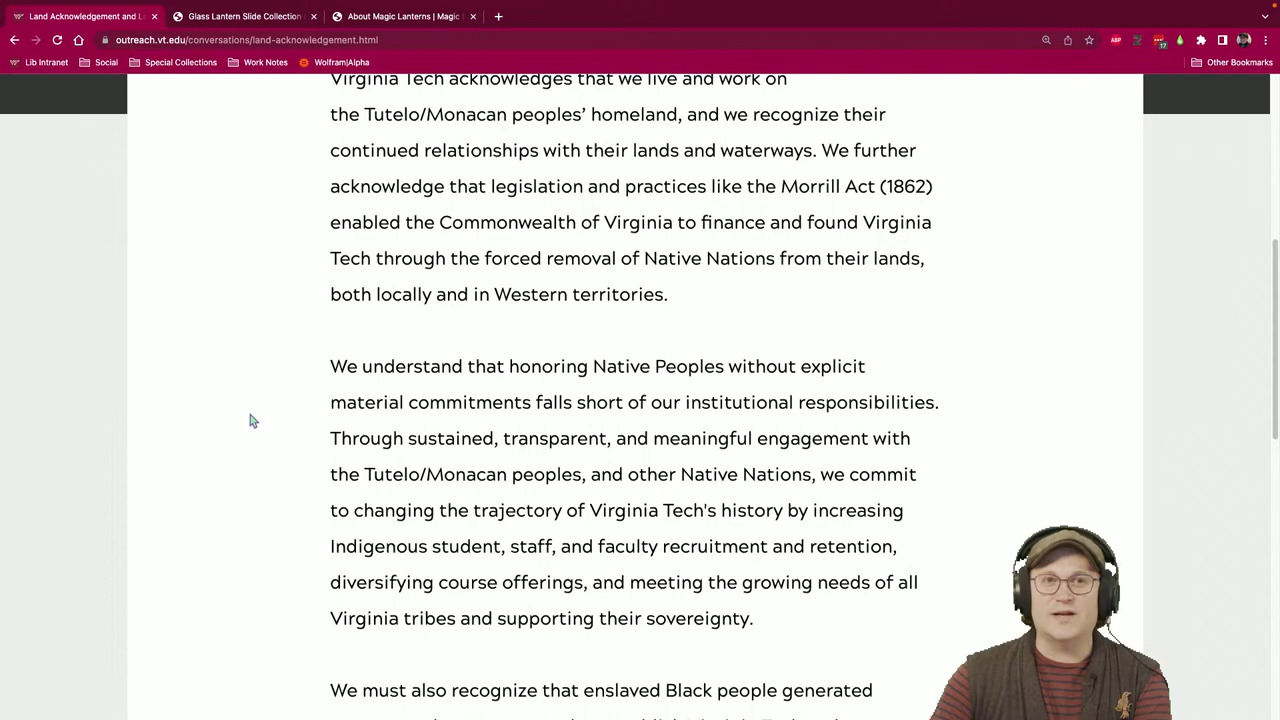 Land Acknowledgement and La
Glass Lantern Slide Collection
About Magic Lanterns | Magic
outreach.vt.edu/conversations/land-acknowledgement.html
ABP
17
Lib Intranet
Social
Special Collections
Work Notes
Wolfram|Alpha
Other Bookmarks
Virginia Tech acknowledges that we live and work on
the Tutelo/Monacan peoples’ homeland, and we recognize their
continued relationships with their lands and waterways. We further
acknowledge that legislation and practices like the Morrill Act (1862)
enabled the Commonwealth of Virginia to finance and found Virginia
Tech through the forced removal of Native Nations from their lands,
both locally and in Western territories.
We understand that honoring Native Peoples without explicit
material commitments falls short of our institutional responsibilities.
Through sustained, transparent, and meaningful engagement with
the Tutelo/Monacan peoples, and other Native Nations, we commit
to changing the trajectory of Virginia Tech's history by increasing
Indigenous student, staff, and faculty recruitment and retention,
diversifying course offerings, and meeting the growing needs of all
Virginia tribes and supporting their sovereignty.
We must also recognize that enslaved Black people generated